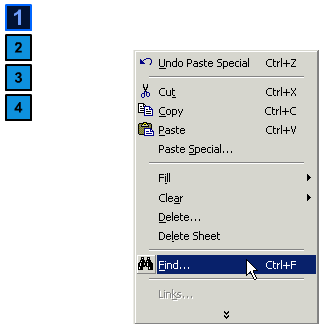 1
2
3
4
Undo Paste Special Ctrl+Z
Cut Ctrl+X
Copy Ctrl+C
Paste Ctrl+V
Paste Special...
Fill
Clear
Delete...
Delete Sheet
Find... Ctrl+F
Links...